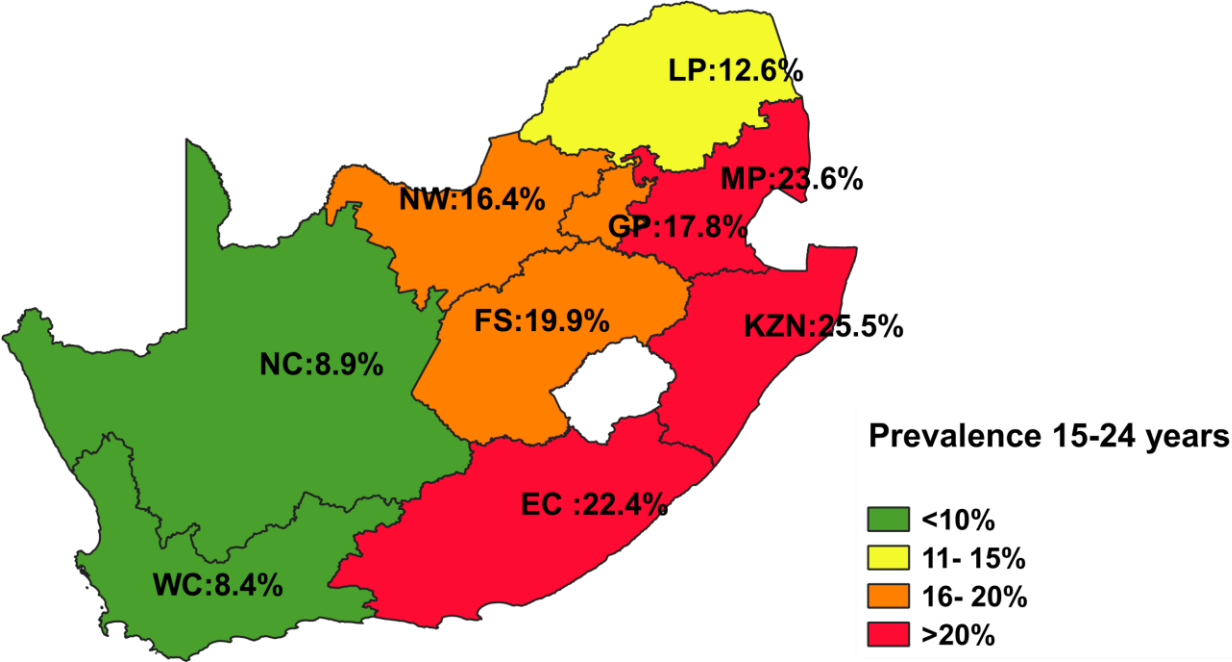 LP:12.6%
MP:23.6%
NW:16.4%
GP:17.8%
FS:19.9%
KZN:25.5%
NC:8.9%
EC :22.4%
WC:8.4%
Prevalence 15-24 years
<10%
11- 15%
16- 20%
>20%